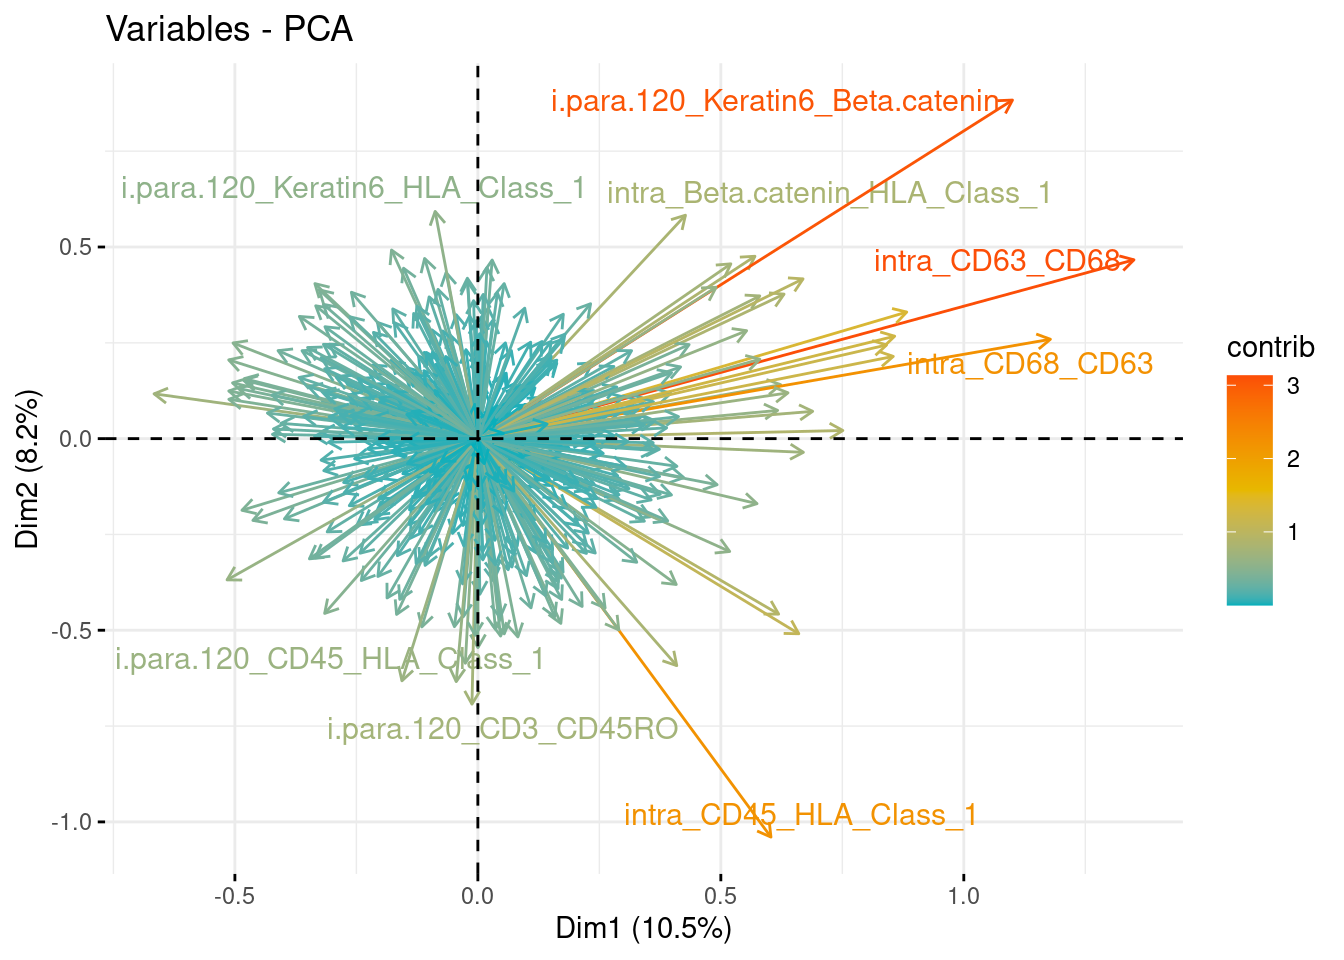 Variables - PCA
i.para.120_Keratin6_Beta.catenin
i.para.120_Keratin6_HLA_Class_1
intra_Beta.catenin_HLA_Class_1
intra_CD63_CD68
intra_CD68_CD63
i.para.120_CD45_HLA_Class_1
i.para.120_CD3_CD45RO
intra_CD45_HLA_Class_1
0.5
0.0
-0.5
-1.0
Dim2 (8.2%)
-0.5
0.0
0.5
1.0
Dim1 (10.5%)
contrib
3
2
1